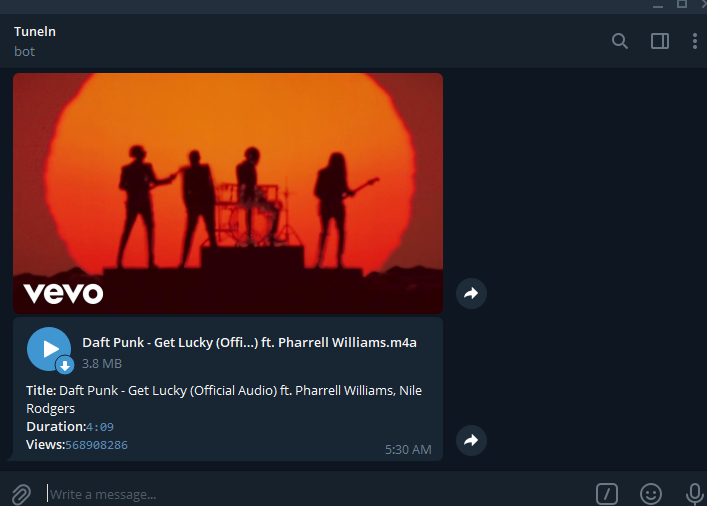 TuneIn
bot
vevo
Daft Punk - Get Lucky (Offi...) ft. Pharrell Williams.m4a
3.8 MB
Title: Daft Punk - Get Lucky (Official Audio) ft. Pharrell Williams, Nile
Rodgers
Duration:4:09
Views:568908286
5:30 AM
Write a message...